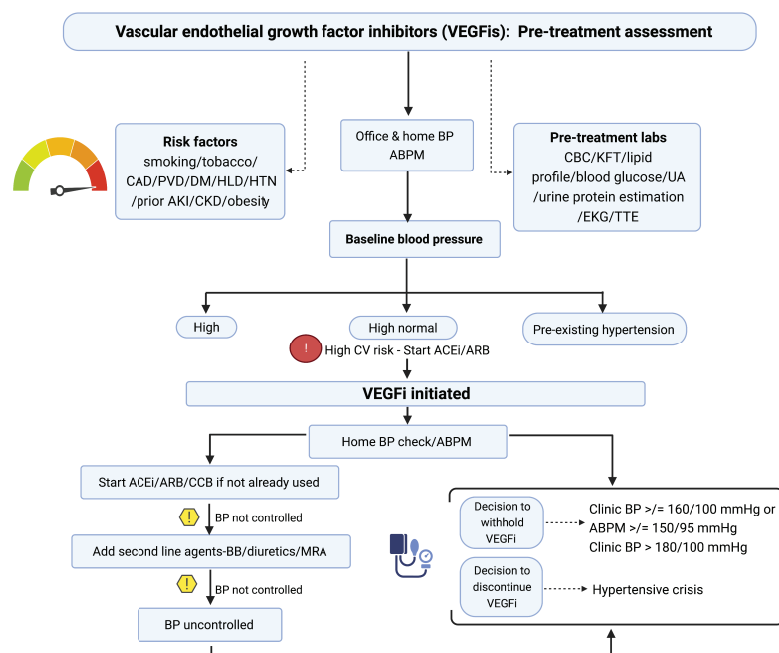 Vascular endothelial growth factor inhibitors (VEGFis): Pre-treatment assessment
Risk factors
smoking/tobacco/
CAD/PVD/DM/HLD/HTN
/prior AKI/CKD/obesity
Office & home BP
ABPM
Pre-treatment labs
CBC/KFT/lipid
profile/blood glucose/UA
/urine protein estimation
/EKG/TTE
Baseline blood pressure
High
High normal
Pre-existing hypertension
!
High CV risk - Start ACEi/ARB
VEGFi initiated
Home BP check/ABPM
Start ACEi/ARB/CCB if not already used
!
BP not controlled
Add second line agents-BB/diuretics/MRA
!
BP not controlled
BP uncontrolled
Decision to
withhold
VEGFi
Clinic BP >/= 160/100 mmHg or
ABPM >/= 150/95 mmHg
Clinic BP > 180/100 mmHg
Decision to
discontinue
VEGFi
Hypertensive crisis